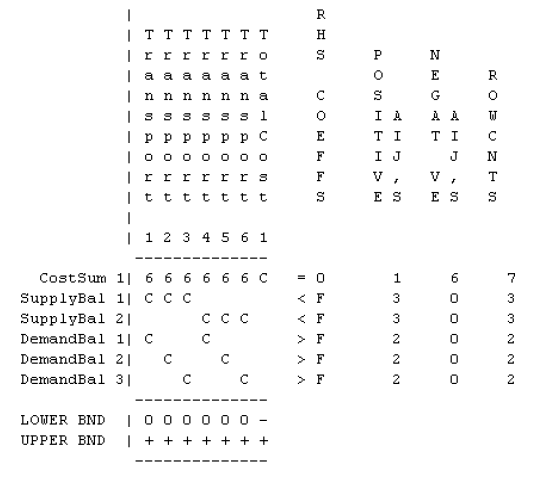 | R
| T T T T T T T H
| r r r r r r o S P N
| a a a a a a t O E R
| n n n n n n a C S G O
| s s s s s s l O I A A A W
| p p p p p p C E T I T I C
| o o o o o o o F I J J N
| r r r r r r s F V , V , T
| t t t t t t t S E S E S S
|
| 1 2 3 4 5 6 1
--------------
CostSum 1| 6 6 6 6 6 6 C = 0 1 6 7
SupplyBal 1| C C C < F 3 0 3
SupplyBal 2| C C C < F 3 0 3
DemandBal 1| C C > F 2 0 2
DemandBal 2| C C > F 2 0 2
DemandBal 3| C C > F 2 0 2
--------------
LOWER BND | 0 0 0 0 0 0 -
UPPER BND | + + + + + + +
--------------